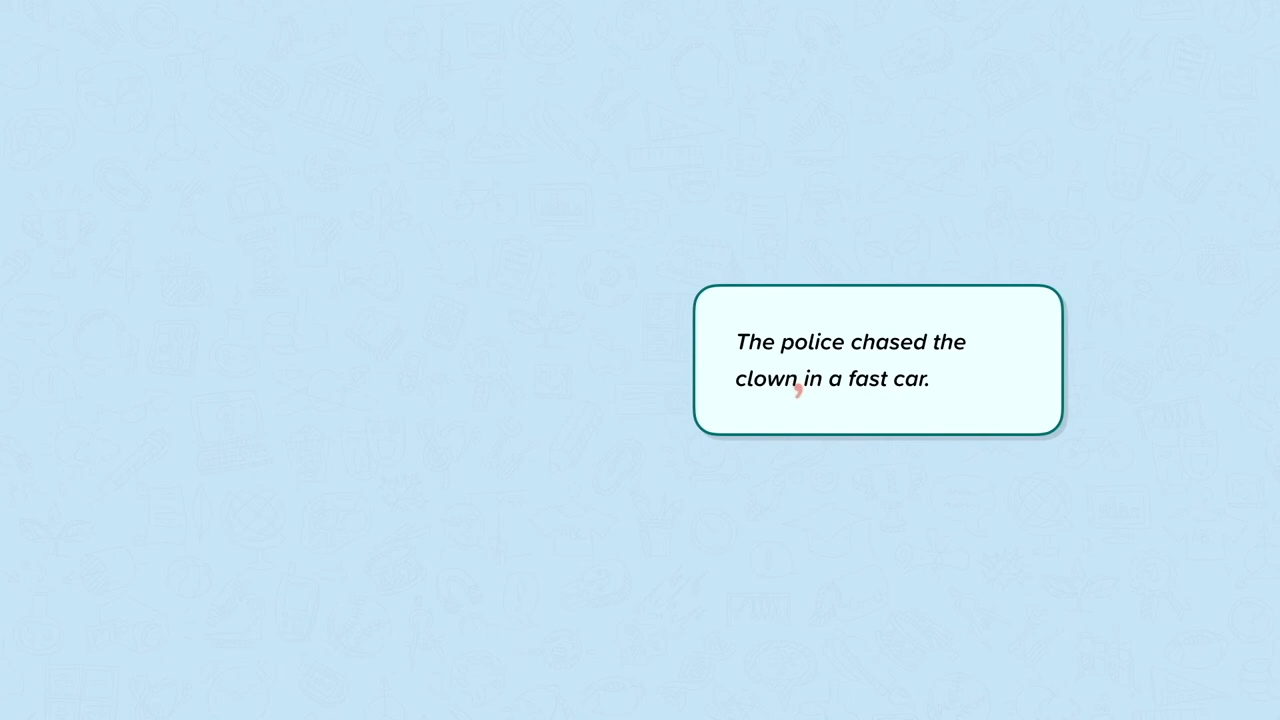 The police chased the
clown, in a fast car.